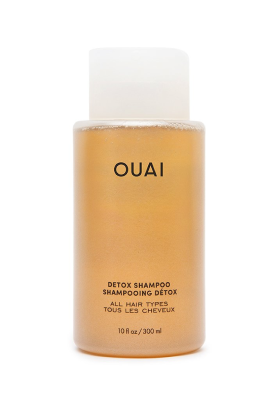 OUAI
DETOX SHAMPOO
SHAMPOOING DÉTOX
ALL HAIR TYPES
TOUS LES CHEVEUX
10 fl oz/300 ml